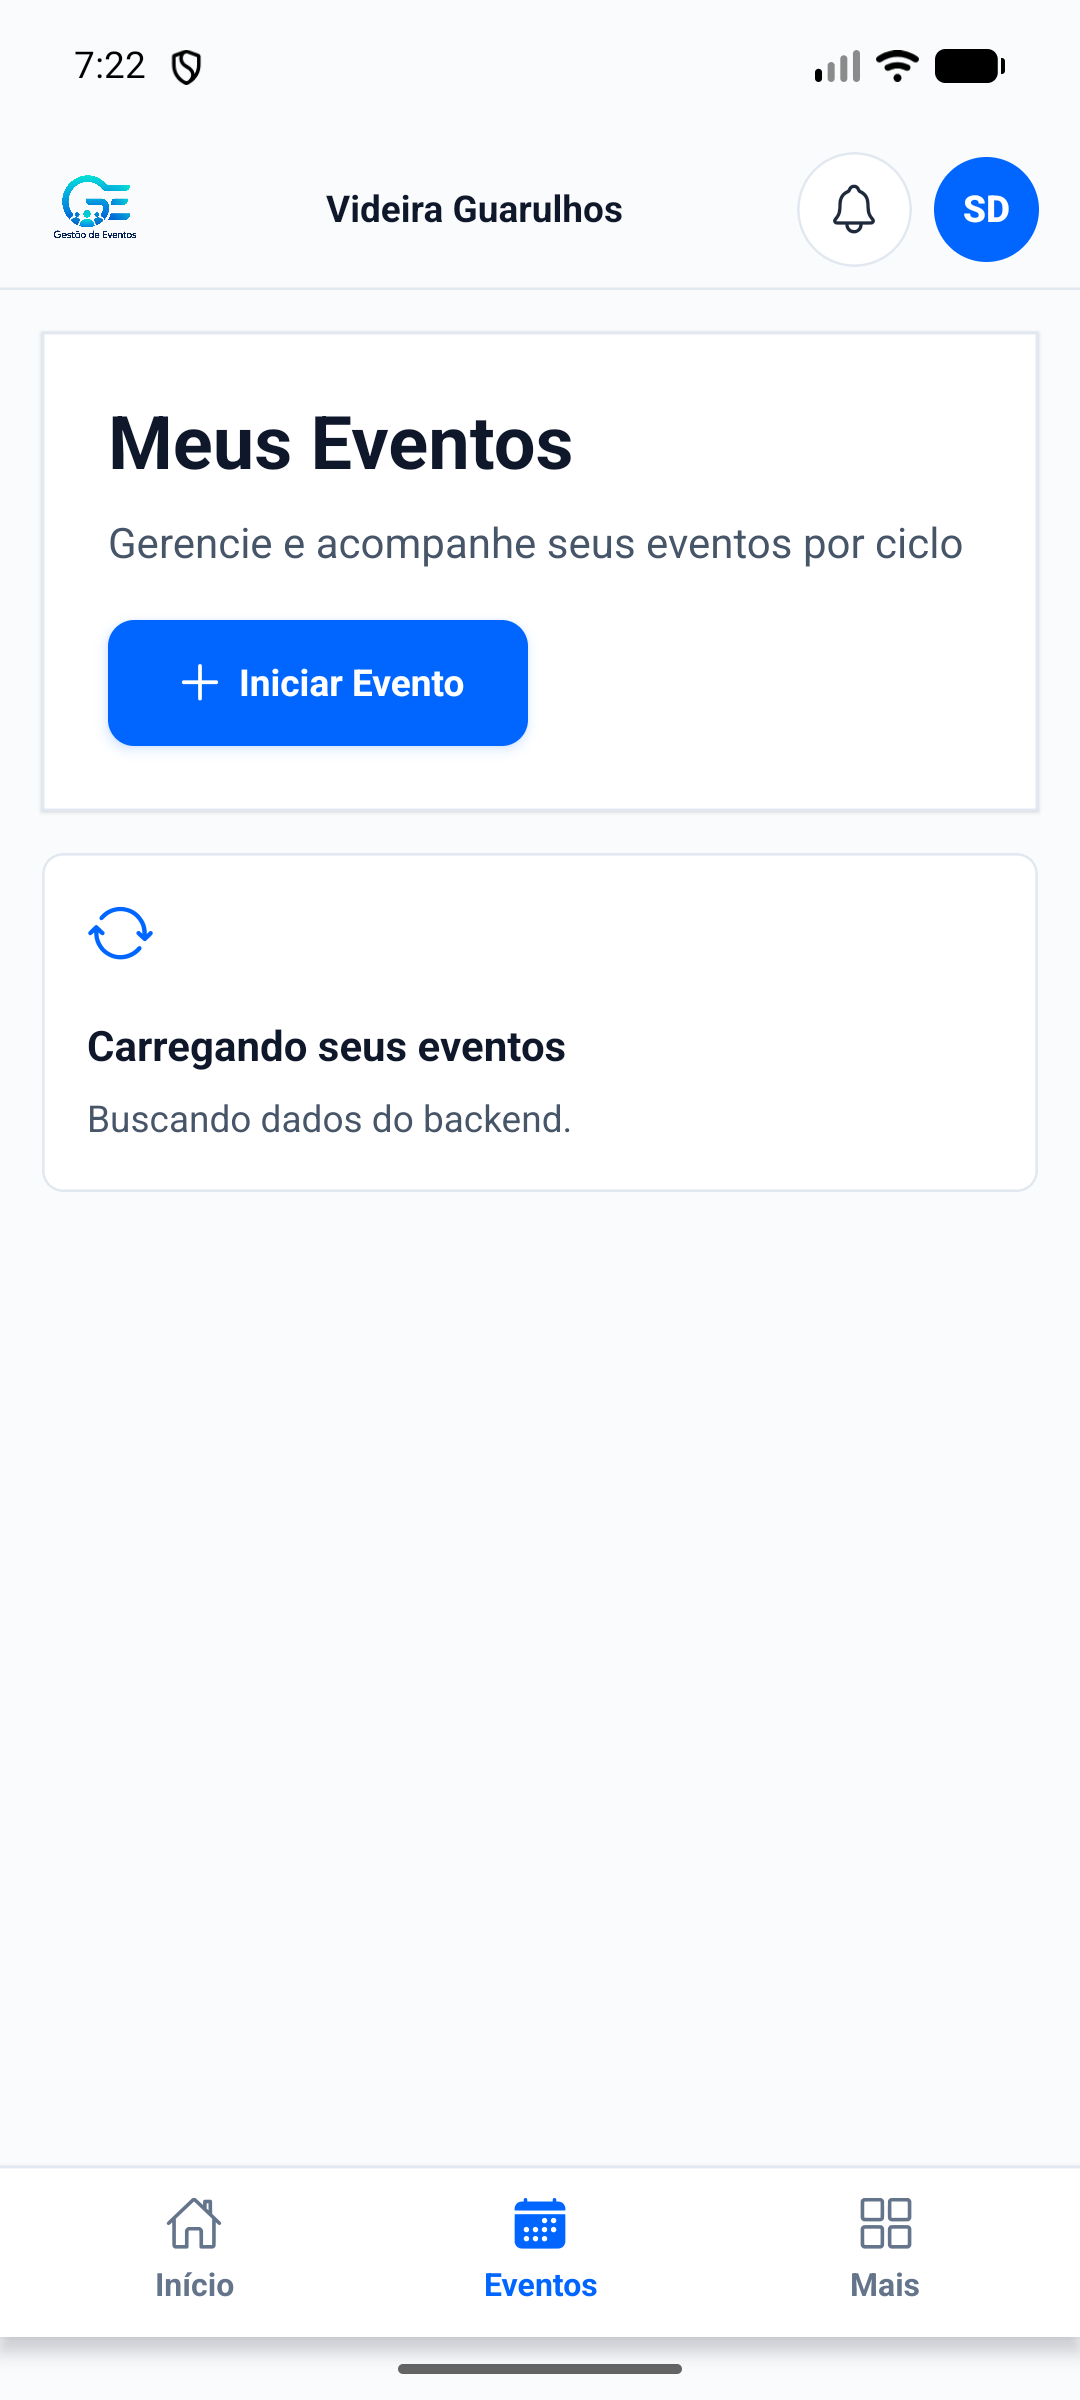 7:22
Gestão de Eventos
Videira Guarulhos
SD
Meus Eventos
Gerencie e acompanhe seus eventos por ciclo
Iniciar Evento
Carregando seus eventos
Buscando dados do backend.
Início
Eventos
Mais